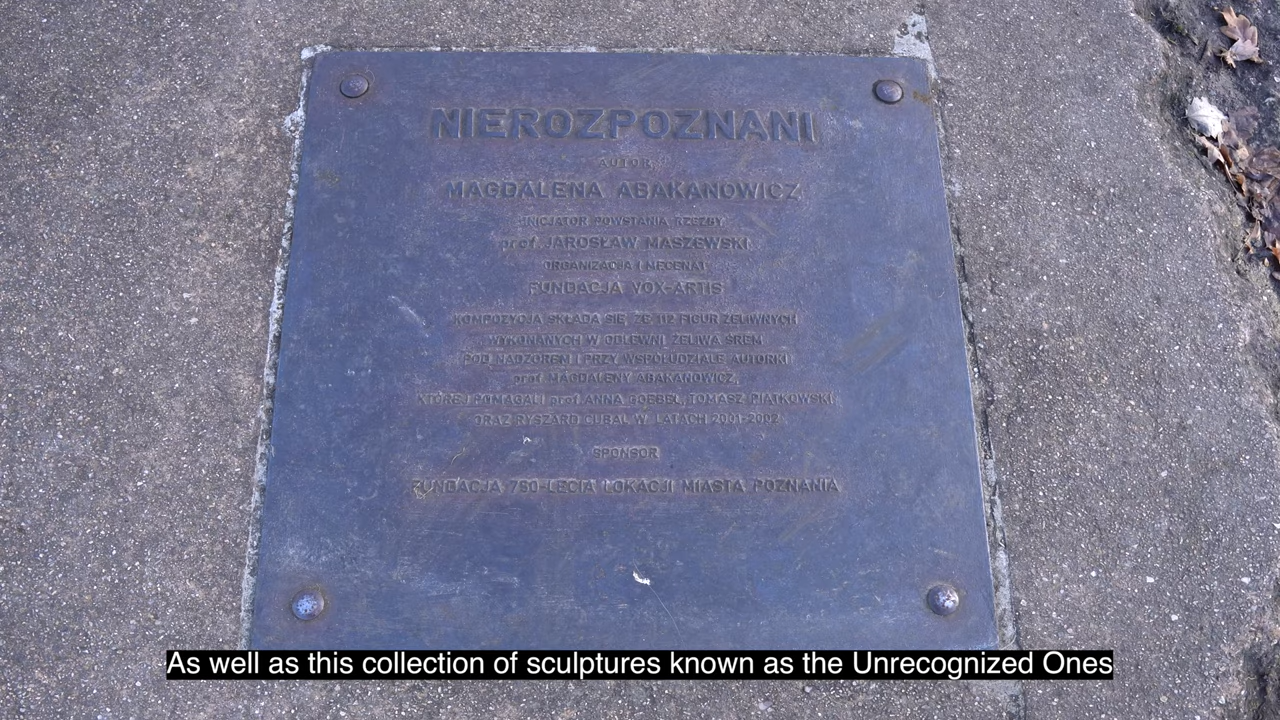 NIEROZPOZNANI
AUTOR
MAGDALENA ABAKANOWICZ
INICJATOR POWSTANIA RZEŹBY
prof. JAROSŁAW MASZEWSKI
ORGANIZACJA I MECENAT
FUNDACJA VOX-ARTIS
KOMPOZYCJA SKŁADA SIĘ ZE 112 FIGUR ŻELIWNYCH
WYKONANYCH W ODLEWNI ŻELIWA ŚREM
POD NADZOREM I PRZY WSPÓŁUDZIALE AUTORKI
prof. MAGDALENY ABAKANOWICZ,
KTÓREJ POMAGALI prof. ANNA GOEBEL, TOMASZ PIĄTKOWSKI
ORAZ RYSZARD CUBAL W LATACH 2001-2002
SPONSOR
FUNDACJA 750-LECIA LOKACJI MIASTA POZNANIA
As well as this collection of sculptures known as the Unrecognized Ones